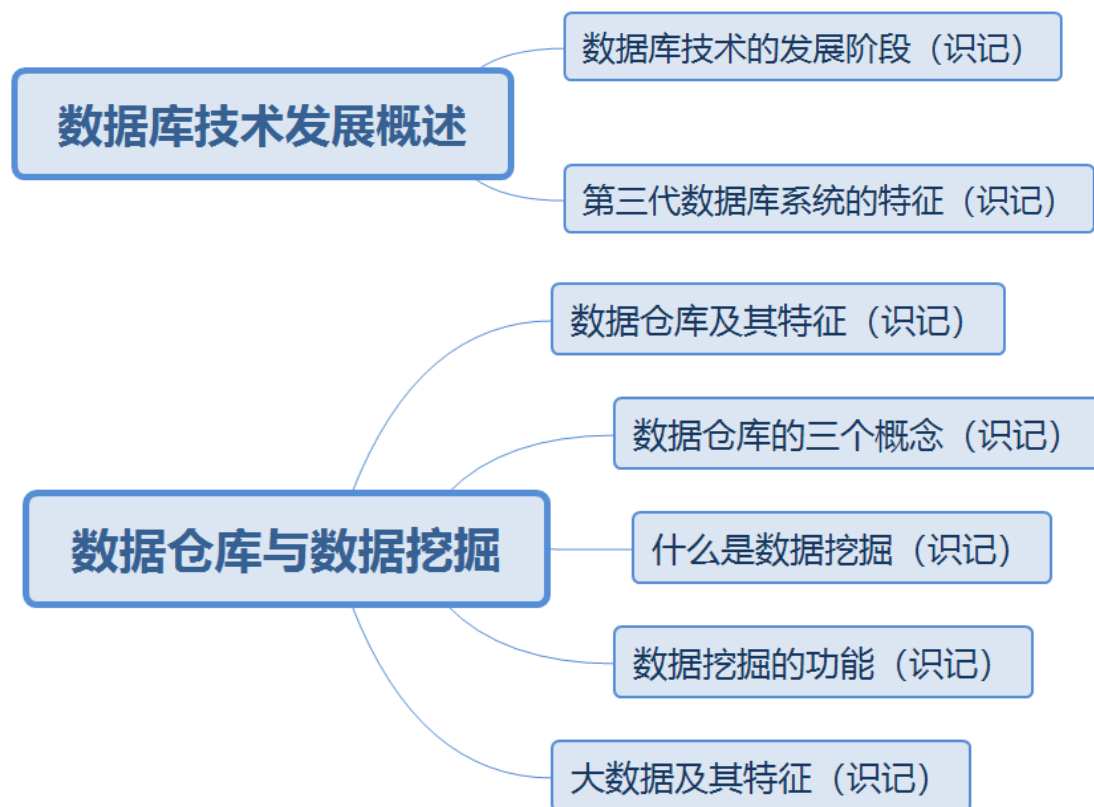 数据库技术发展概述
数据库技术的发展阶段（识记）
第三代数据库系统的特征（识记）
数据仓库与数据挖掘
数据仓库及其特征（识记）
数据仓库的三个概念（识记）
什么是数据挖掘（识记）
数据挖掘的功能（识记）
大数据及其特征（识记）